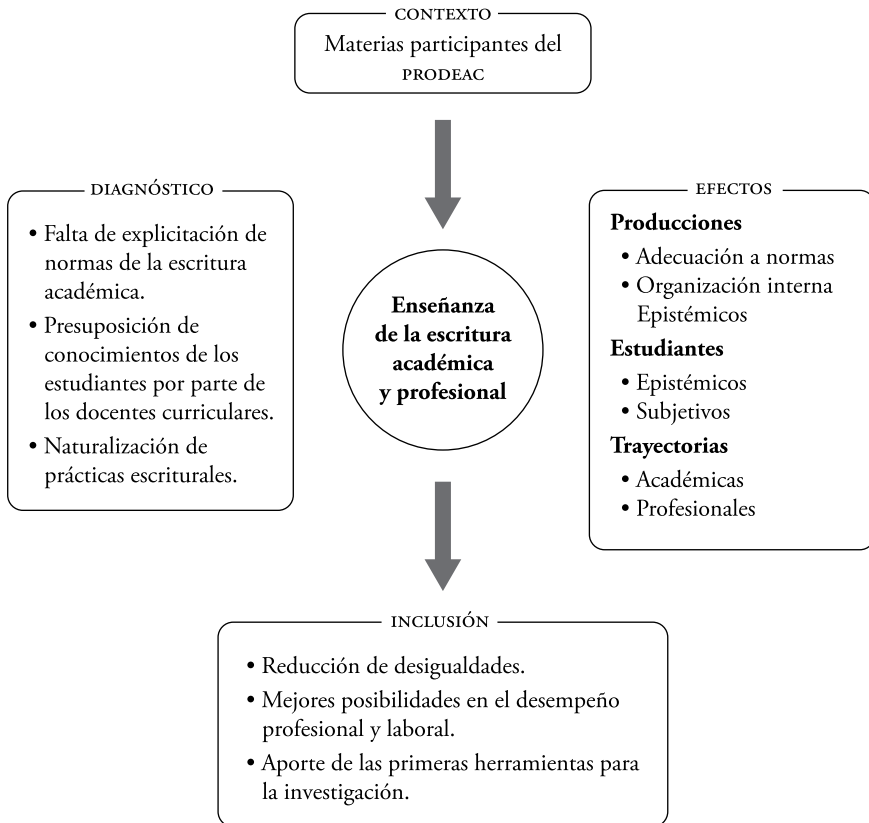 CONTEXTO
Materias participantes del
PRODEAC
DIAGNÓSTICO
• Falta de explicitación de
normas de la escritura
académica.
• Presuposición de
conocimientos de los
estudiantes por parte de
los docentes curriculares.
• Naturalización de
prácticas escriturales.
Enseñanza
de la escritura
académica
y profesional
EFECTOS
Producciones
• Adecuación a normas
• Organización interna
Epistémicos
Estudiantes
• Epistémicos
• Subjetivos
Trayectorias
• Académicas
• Profesionales
INCLUSIÓN
• Reducción de desigualdades.
• Mejores posibilidades en el desempeño
profesional y laboral.
• Aporte de las primeras herramientas para
la investigación.